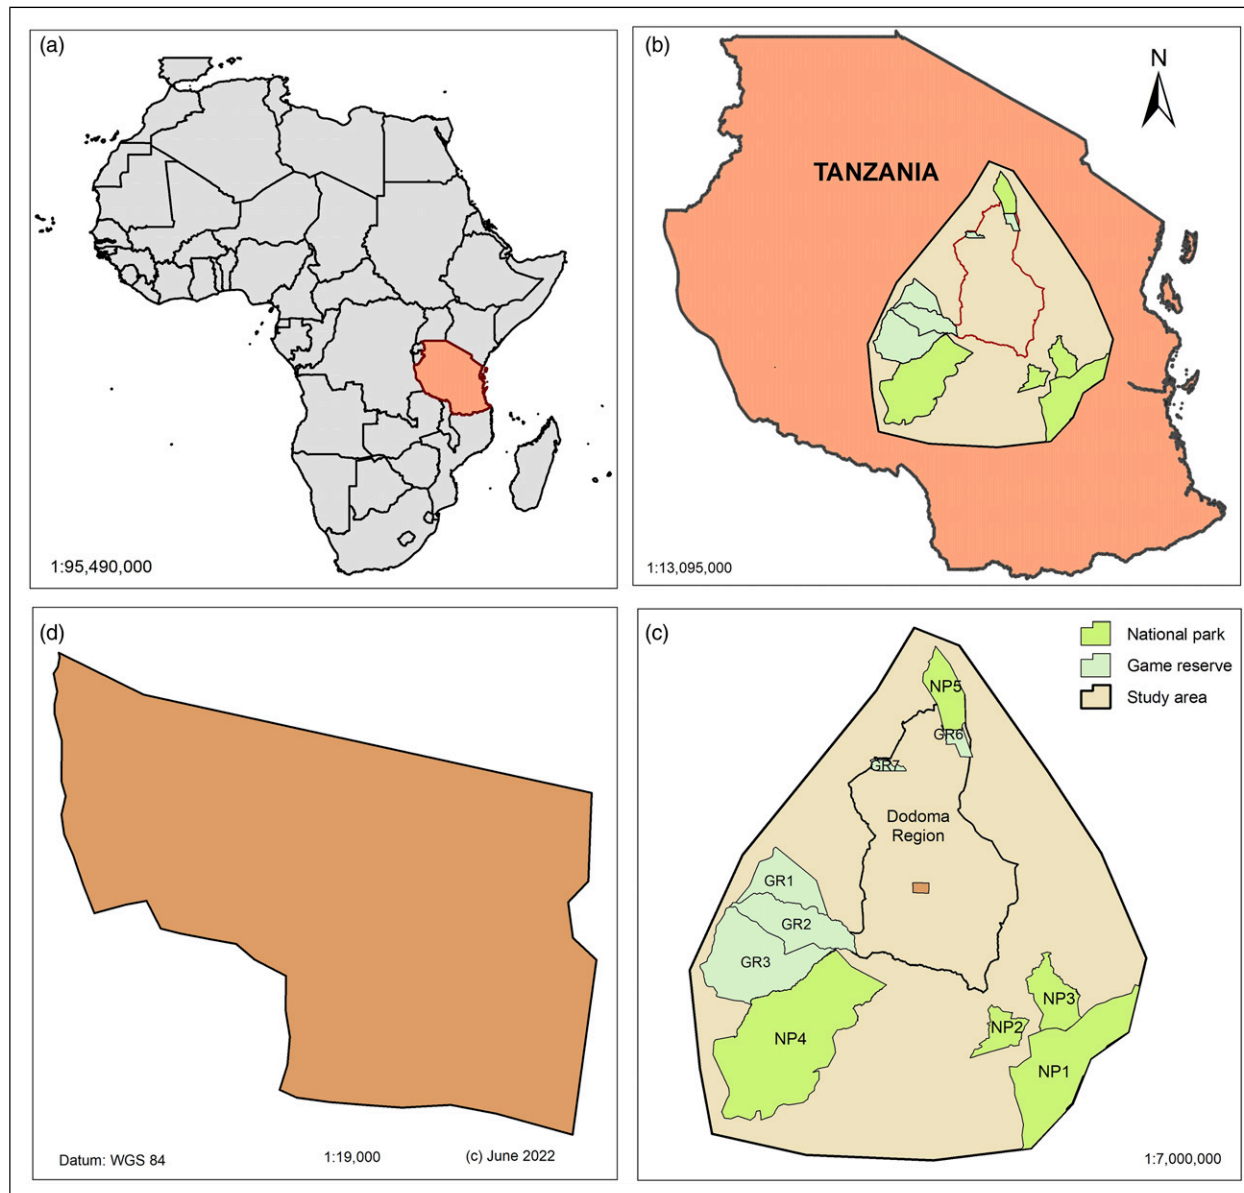 (a)
1:95,490,000
(b)
N
TANZANIA
1:13,095,000
(d)
Datum: WGS 84
1:19,000
(c) June 2022
(c)
National park
Game reserve
Study area
NP5
GR6
GR7
Dodoma
Region
GR1
GR2
GR3
NP3
NP2
NP4
NP1
1:7,000,000